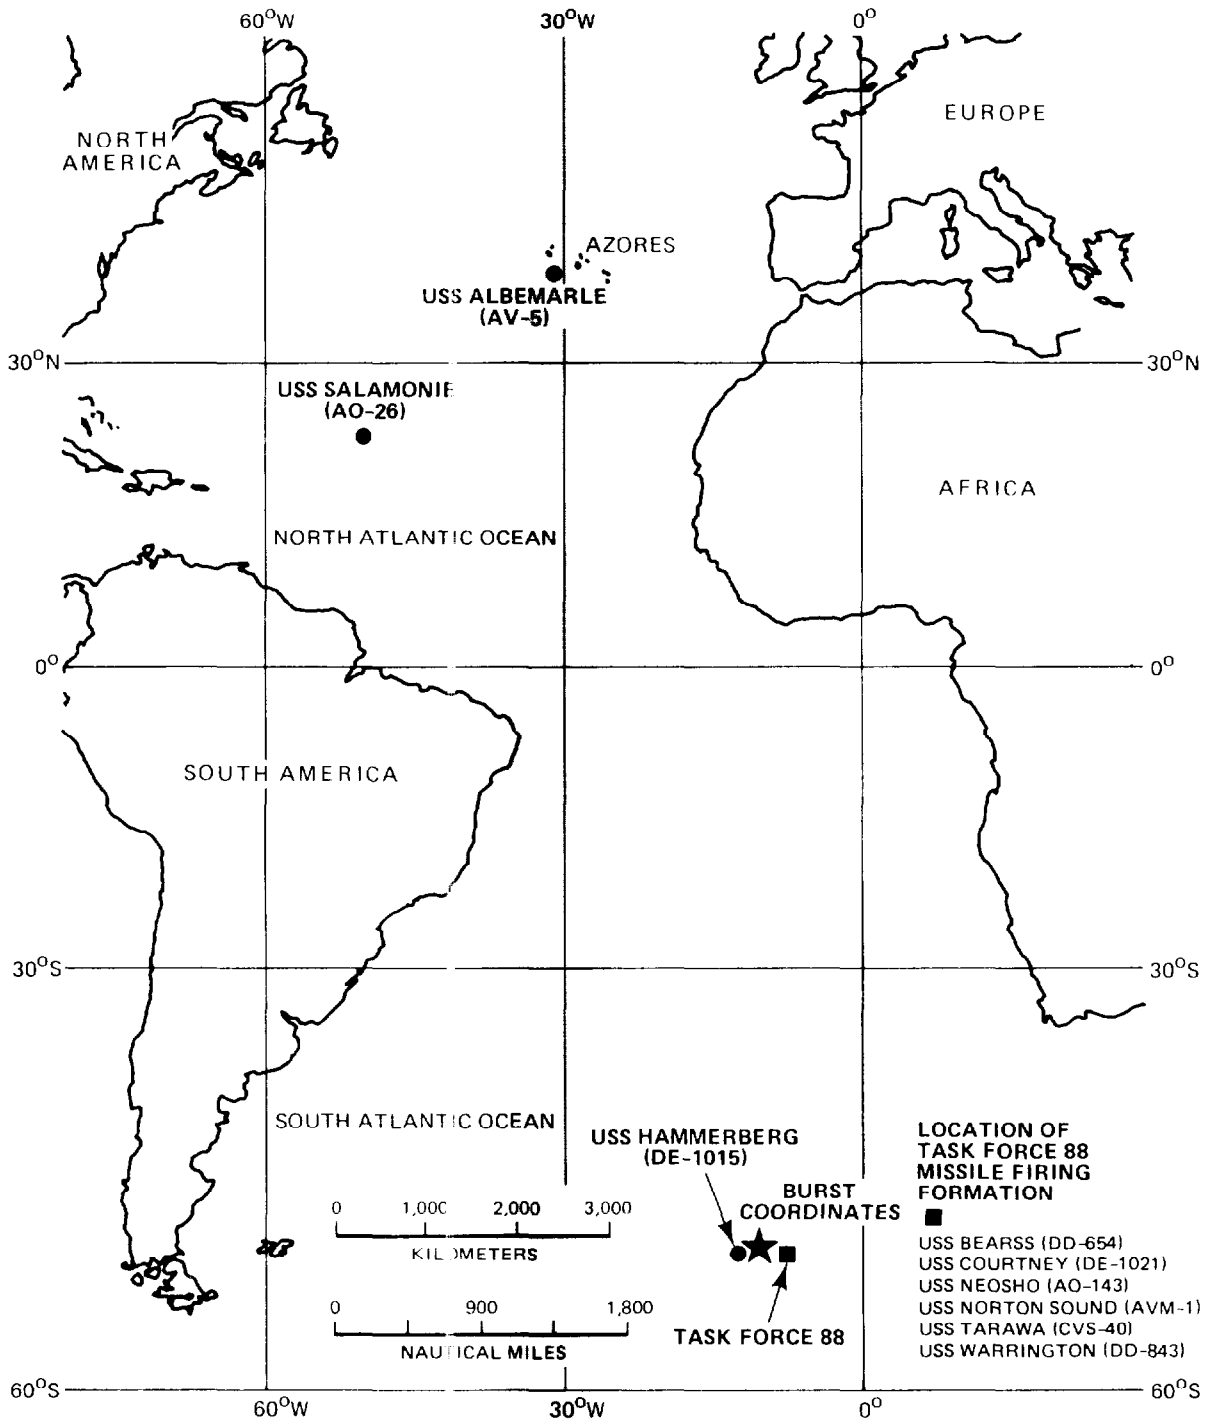 60°W 30°W 0°
NORTH
AMERICA
EUROPE
AZORES
USS ALBEMARLE
(AV-5)
30°N 30°N
USS SALAMONIE
(AO-26)
AFRICA
NORTH ATLANTIC OCEAN
0° 0°
SOUTH AMERICA
30°S 30°S
SOUTH ATLANTIC OCEAN
USS HAMMERBERG
(DE-1015)
BURST
COORDINATES
LOCATION OF
TASK FORCE 88
MISSILE FIRING
FORMATION
0 1,000 2,000 3,000
KILOMETERS
0 900 1,800
NAUTICAL MILES
TASK FORCE 88
USS BEARSS (DD-654)
USS COURTNEY (DE-1021)
USS NEOSHO (AO-143)
USS NORTON SOUND (AVM-1)
USS TARAWA (CVS-40)
USS WARRINGTON (DD-843)
60°S 60°S
60°W 30°W 0°